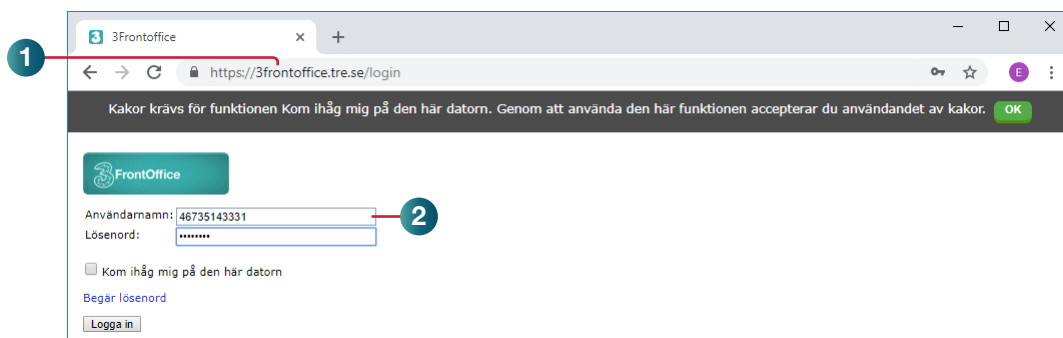 3 3Frontoffice
1
https://3frontoffice.tre.se/login
E
Kakor krävs för funktionen Kom ihåg mig på den här datorn. Genom att använda den här funktionen accepterar du användandet av kakor. OK
3 FrontOffice
Användarnamn: 46735143331 2
Lösenord: ••••••••
Kom ihåg mig på den här datorn
Begär lösenord
Logga in